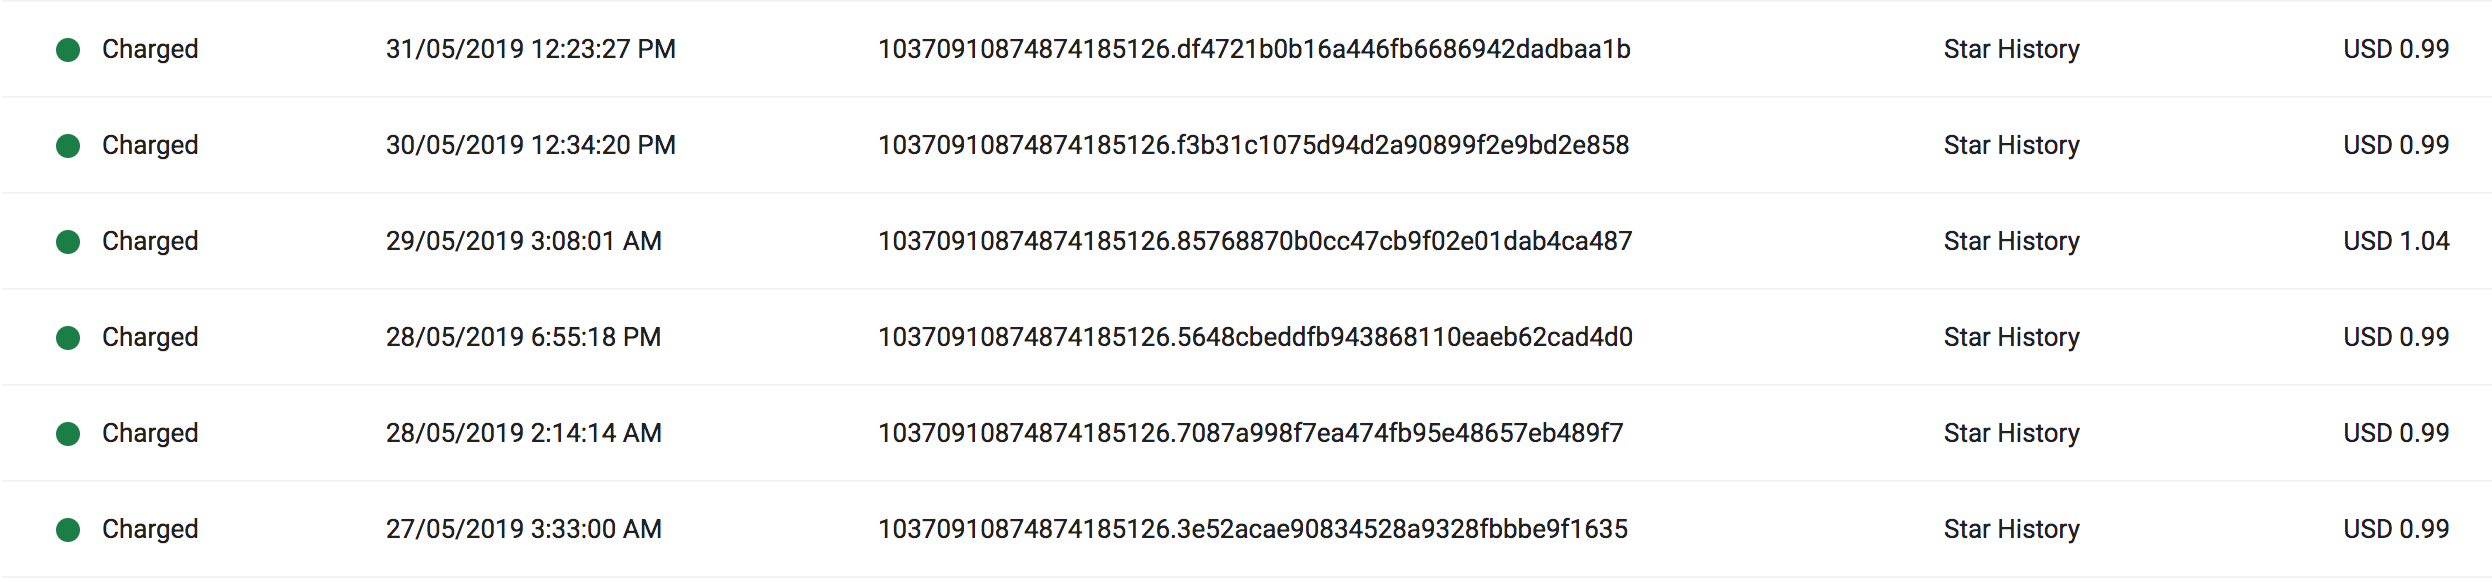 Charged 31/05/2019 12:23:27 PM 10370910874874185126.df4721b0b16a446fb6686942dadbaa1b Star History USD 0.99
Charged 30/05/2019 12:34:20 PM 10370910874874185126.f3b31c1075d94d2a90899f2e9bd2e858 Star History USD 0.99
Charged 29/05/2019 3:08:01 AM 10370910874874185126.85768870b0cc47cb9f02e01dab4ca487 Star History USD 1.04
Charged 28/05/2019 6:55:18 PM 10370910874874185126.5648cbeddfb943868110eaeb62cad4d0 Star History USD 0.99
Charged 28/05/2019 2:14:14 AM 10370910874874185126.7087a998f7ea474fb95e48657eb489f7 Star History USD 0.99
Charged 27/05/2019 3:33:00 AM 10370910874874185126.3e52acae90834528a9328fbbbe9f1635 Star History USD 0.99